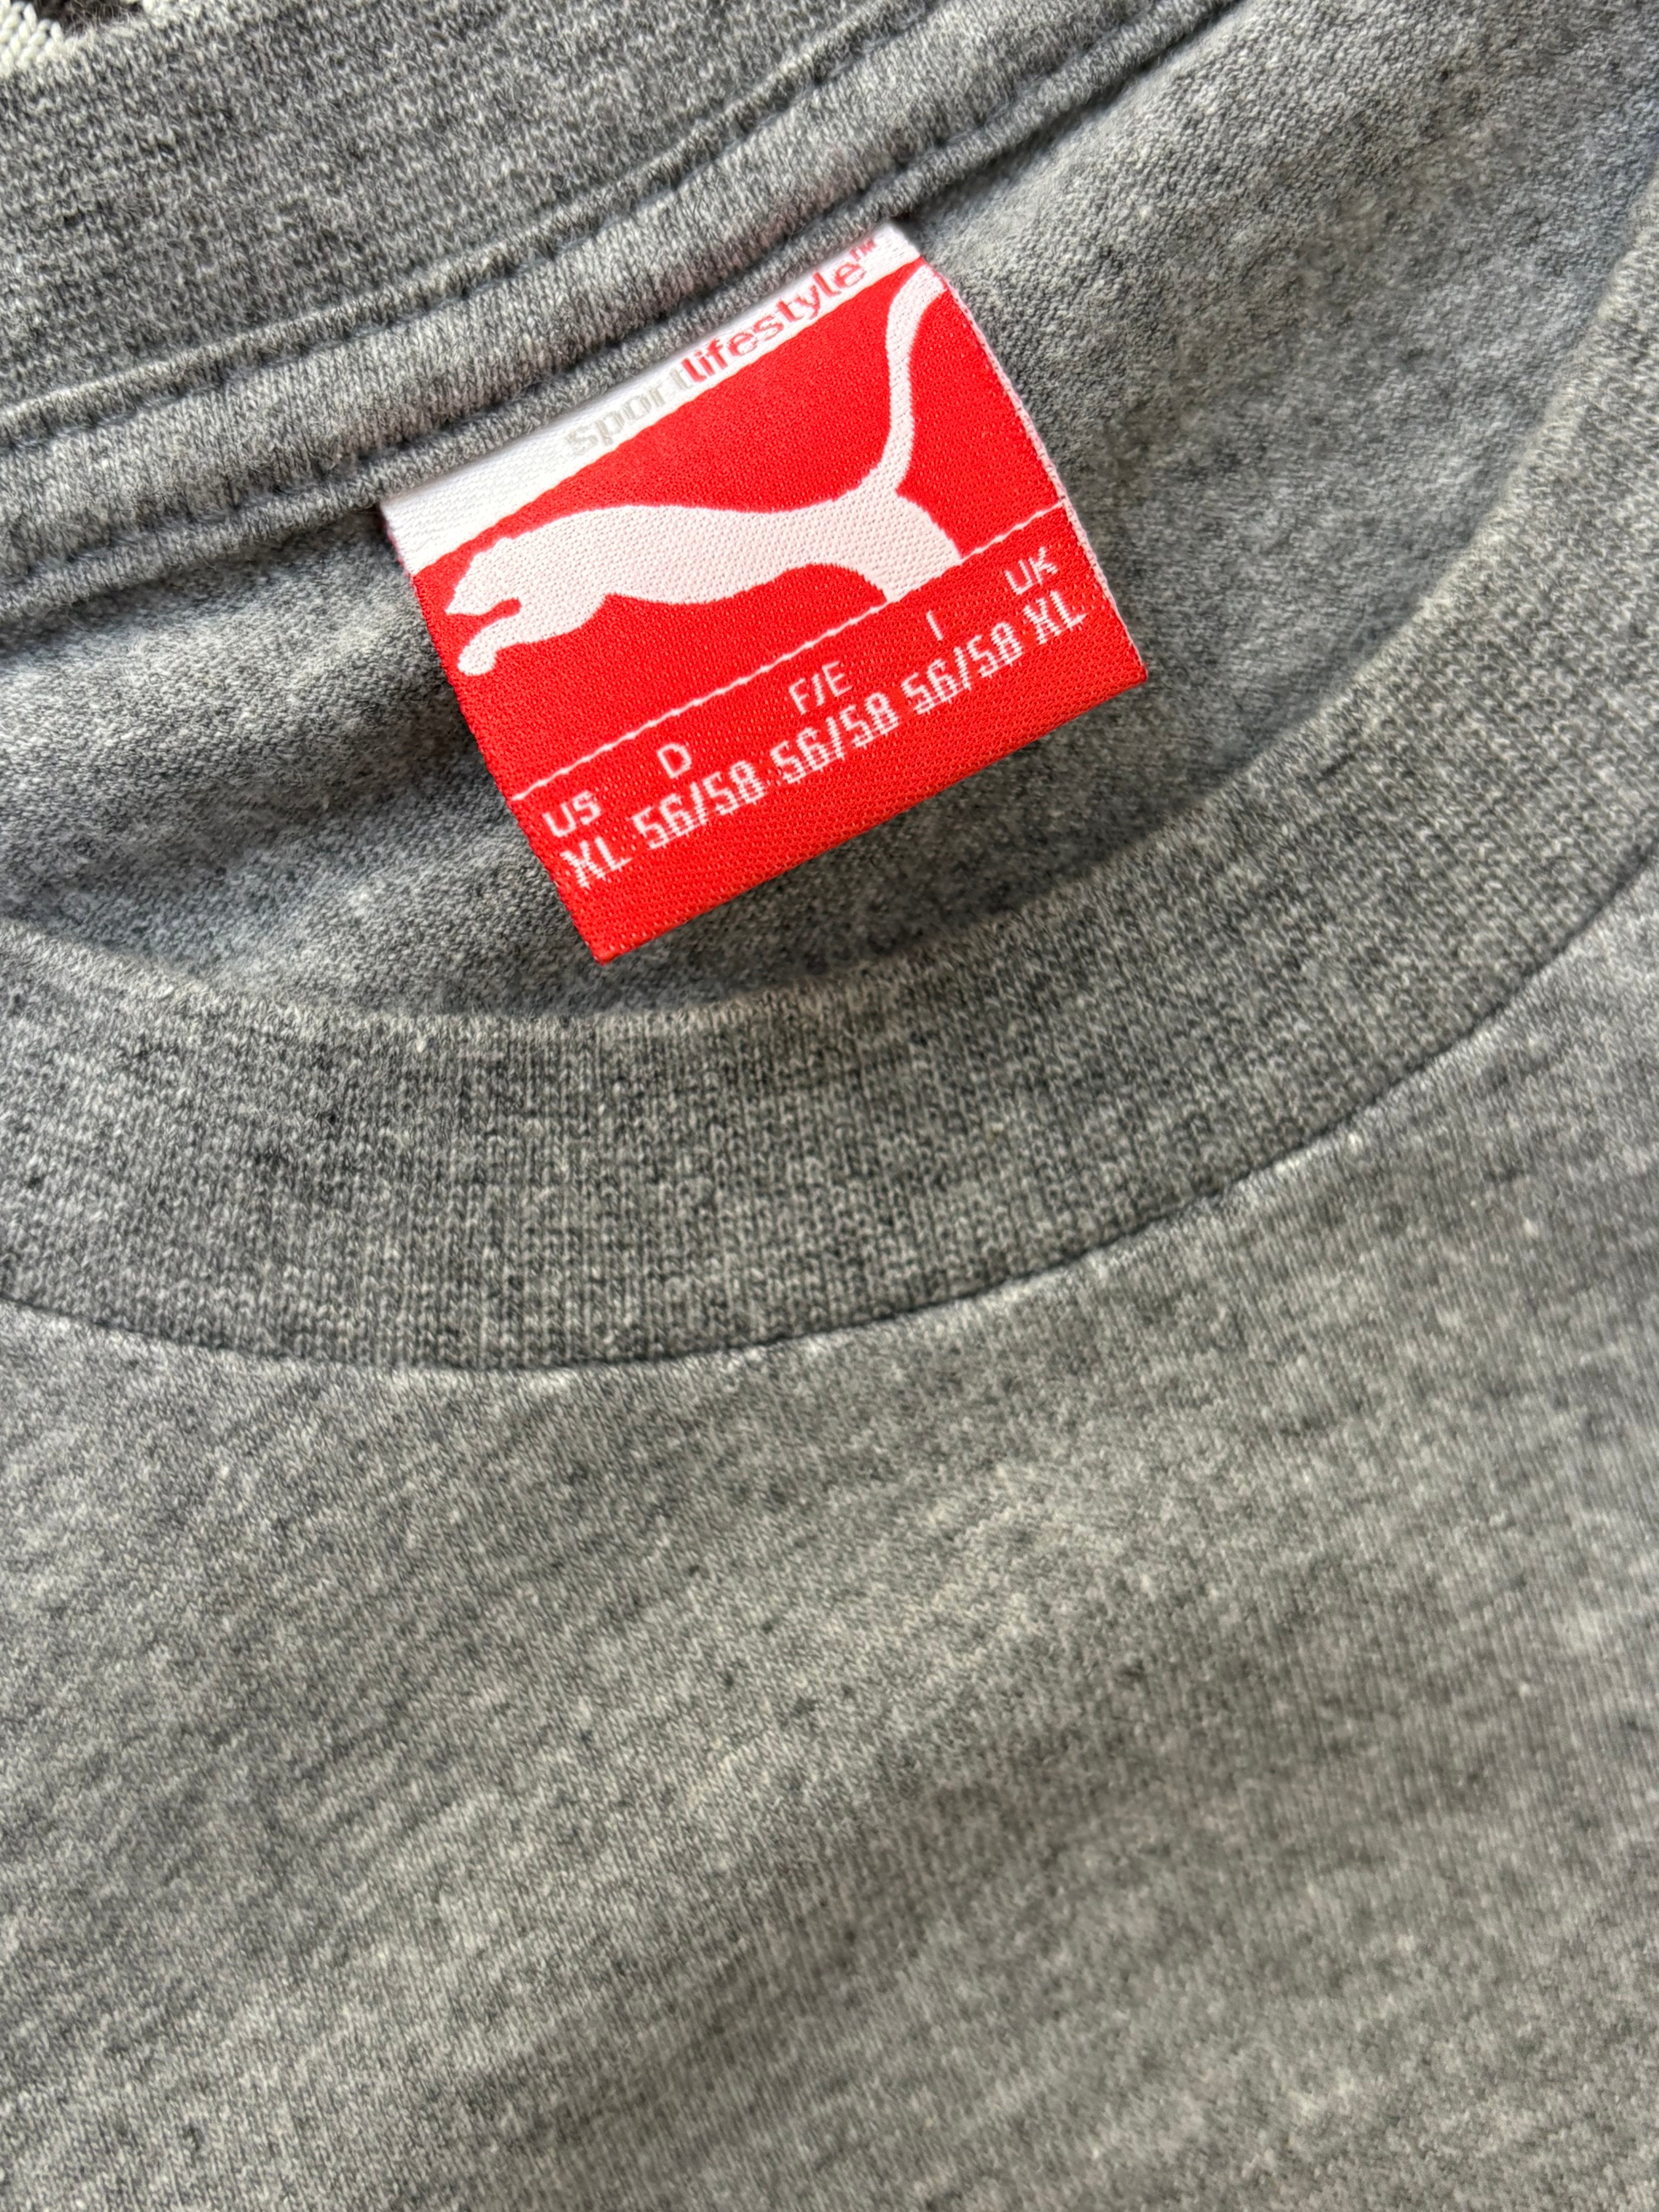 sportlifestyle™
US D F/E I UK
XL 56/58 56/58 56/58 XL